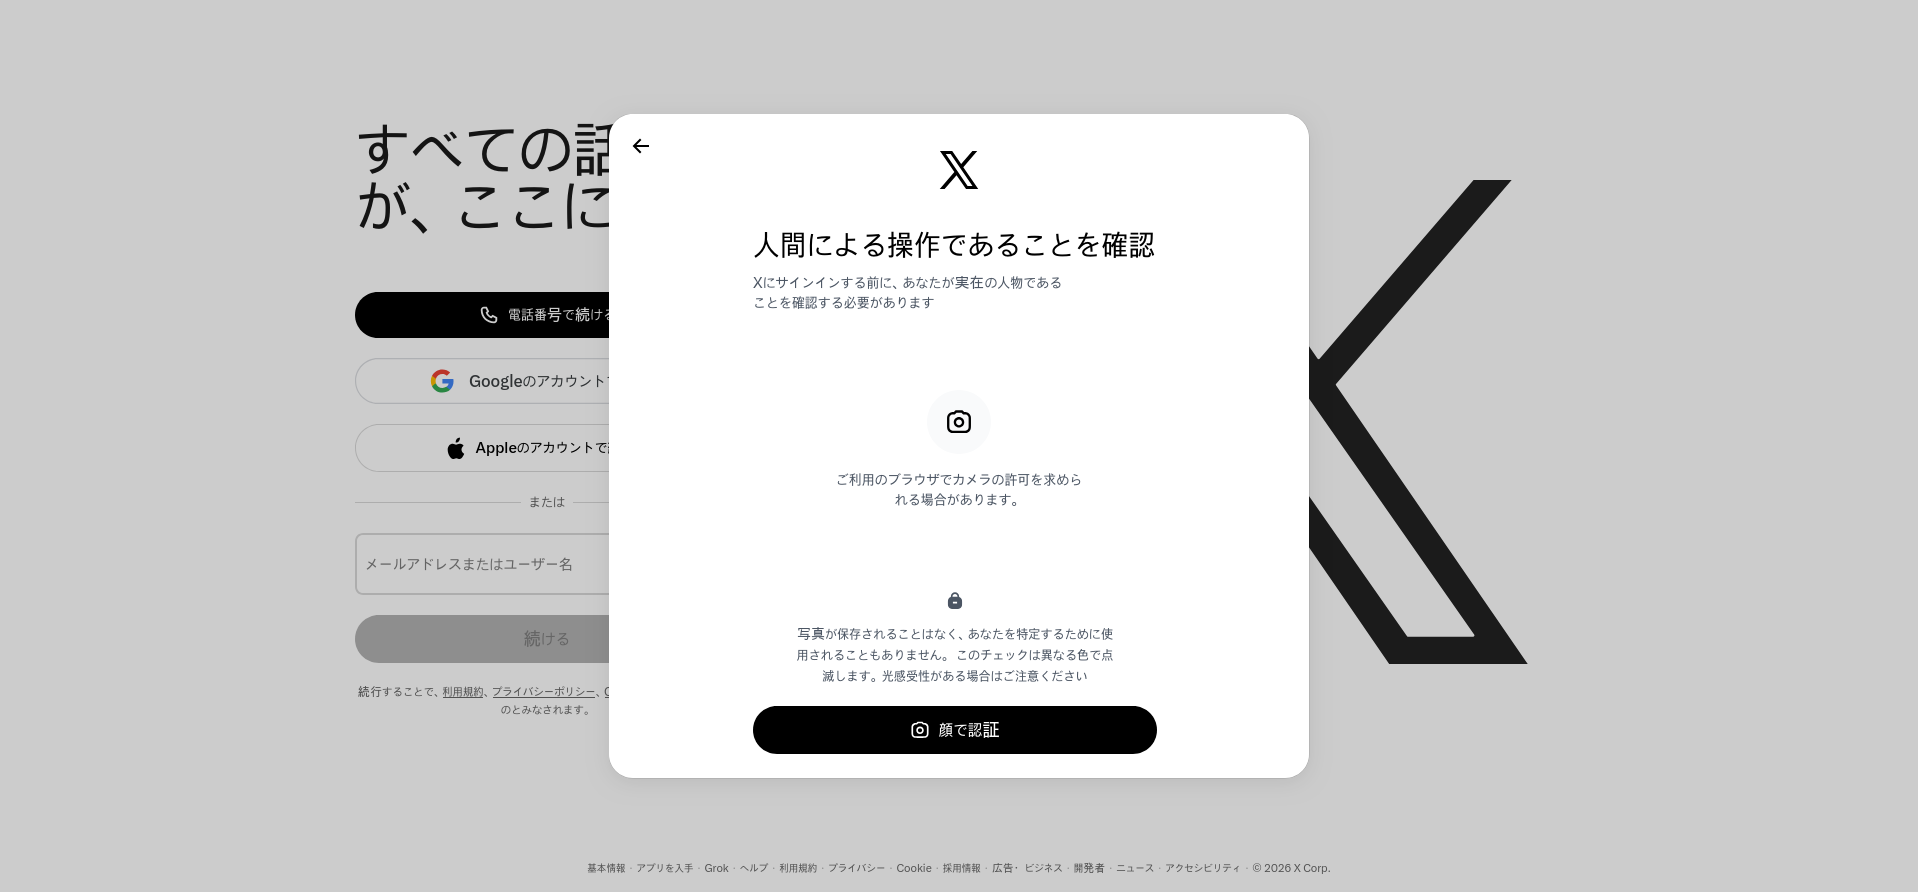 すべての話
が、ここに
電話番号で続ける
Googleのアカウントで
Appleのアカウントで
または
メールアドレスまたはユーザー名
続ける
続行することで、利用規約、プライバシーポリシー、
のとみなされます。
X
人間による操作であることを確認
Xにサインインする前に、あなたが実在の人物である
ことを確認する必要があります
ご利用のブラウザでカメラの許可を求めら
れる場合があります。
写真が保存されることはなく、あなたを特定するために使
用されることもありません。このチェックは異なる色で点
滅します。光感受性がある場合はご注意ください
顔で認証
基本情報 · アプリを入手 · Grok · ヘルプ · 利用規約 · プライバシー · Cookie · 採用情報 · 広告 · ビジネス · 開発者 · ニュース · アクセシビリティ · © 2026 X Corp.